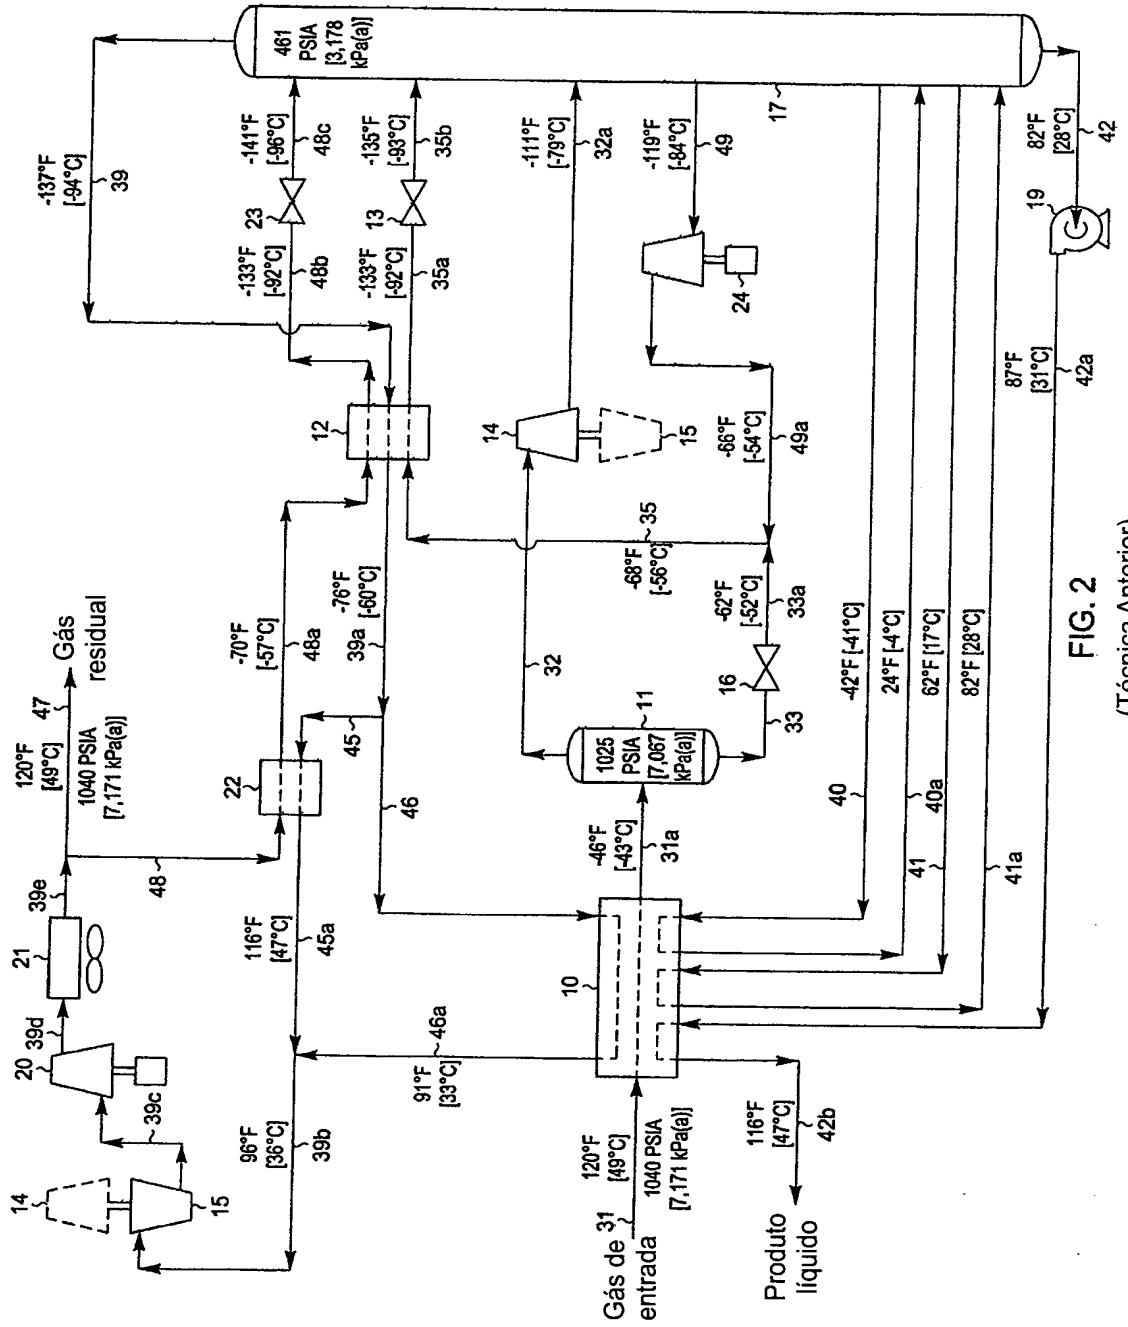 -137°F
[-94°C]
39
461
PSIA
[3,178
kPa(a)]
-133°F
[-92°C]
48b
23
-141°F
[-96°C]
48c
-133°F
[-92°C]
35a
13
-135°F
[-93°C]
35b
12
14
15
-111°F
[-79°C]
32a
-119°F
[-84°C]
49
24
-66°F
[-54°C]
49a
17
82°F
[28°C]
42
19
87°F
[31°C]
42a
Gás
residual
47
120°F
[49°C]
1040 PSIA
[7,171 kPa(a)]
-70°F
[-57°C]
48a
-76°F
[-60°C]
39a
22
45
46
48
39e
21
39d
20
39c
14
15
116°F
[47°C]
45a
96°F
[36°C]
39b
91°F
[33°C]
46a
32
35
-68°F
[-56°C]
-62°F
[-52°C]
33a
16
33
11
1025
PSIA
[7,067
kPa(a)]
-46°F
[-43°C]
31a
10
-42°F [-41°C]
40
24°F [-4°C]
40a
62°F [17°C]
41
82°F [28°C]
41a
Gás de
entrada
31
120°F
[49°C]
1040 PSIA
[7,171 kPa(a)]
Produto
líquido
116°F
[47°C]
42b
FIG. 2
(Técnica Anterior)